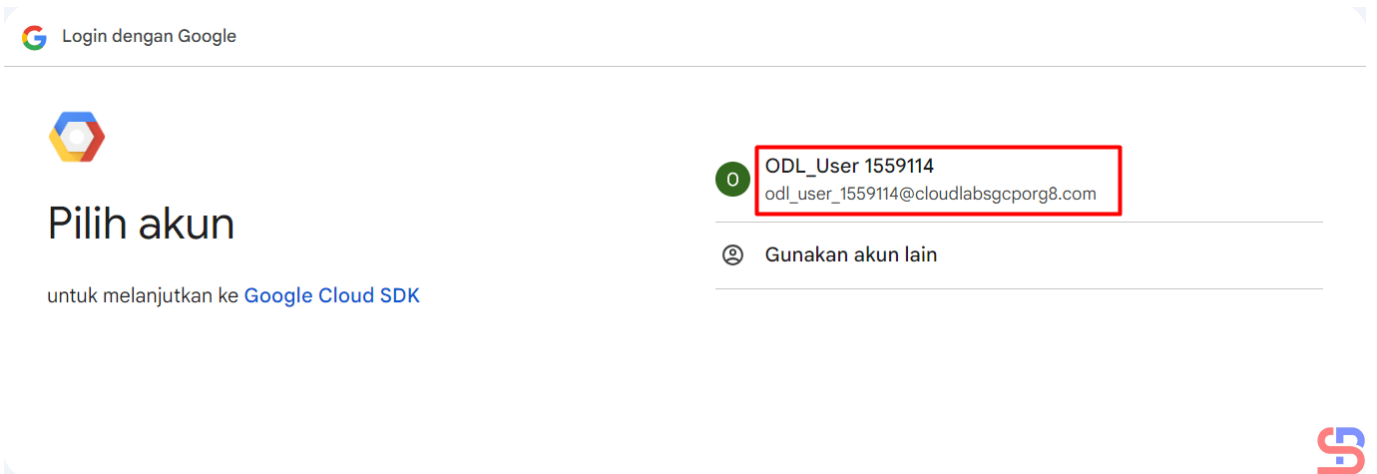 Login dengan Google
Pilih akun
untuk melanjutkan ke Google Cloud SDK
O
ODL_User 1559114
odl_user_1559114@cloudlabsgcporg8.com
Gunakan akun lain